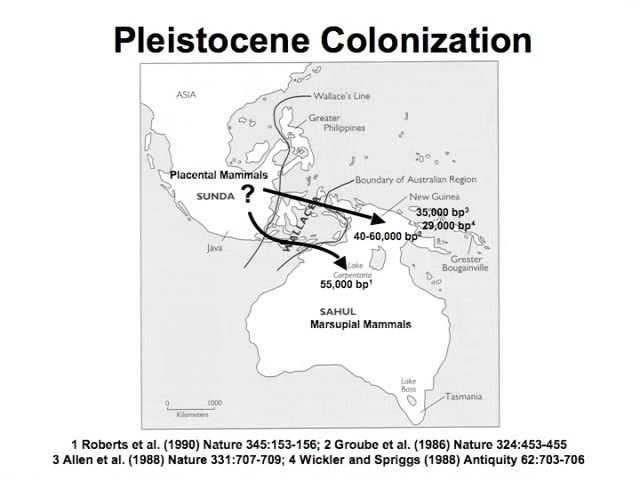 Pleistocene Colonization
ASIA
Wallace's Line
Greater
Philippines
Placental Mammals
SUNDA
?
Boundary of Australian Region
New Guinea
35,000 bp3
29,000 bp4
WALLACEA
40-60,000 bp2
Java
Greater
Bougainville
Lake
Carpentaria
55,000 bp1
SAHUL
Marsupial Mammals
Lake
Bass
Tasmania
0 1000
Kilometers
1 Roberts et al. (1990) Nature 345:153-156; 2 Groube et al. (1986) Nature 324:453-455
3 Allen et al. (1988) Nature 331:707-709; 4 Wickler and Spriggs (1988) Antiquity 62:703-706